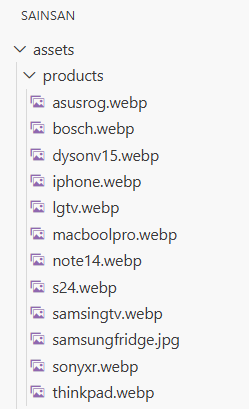 SAINSAN
assets
products
asusrog.webp
bosch.webp
dysonv15.webp
iphone.webp
lgtv.webp
macboolpro.webp
note14.webp
s24.webp
samsingtv.webp
samsungfridge.jpg
sonyxr.webp
thinkpad.webp